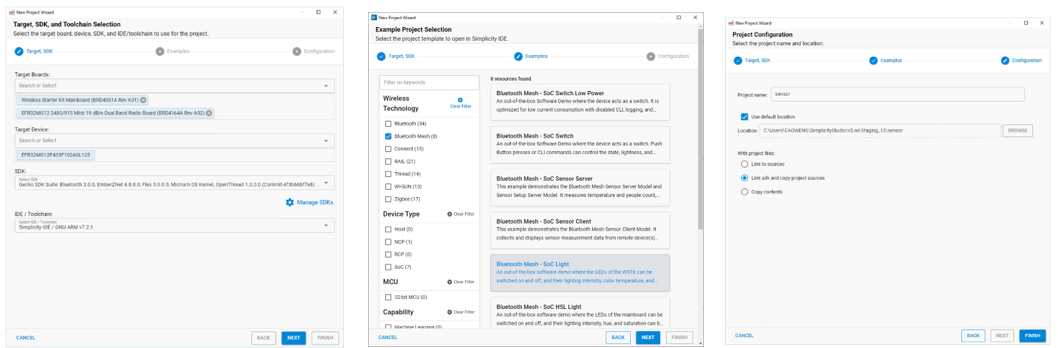 New Project Wizard
Target, SDK, and Toolchain Selection
Select the target board, device, SDK, and IDE/toolchain to use for the project.
Target, SDK
Examples
Configuration
Target Boards:
Search or Select
Wireless Starter Kit Mainboard (BRD4001A Rev A01)
EFR32MG12 2400/915 MHz 19 dBm Dual Band Radio Board (BRD4164A Rev A02)
Target Device:
Search or Select
EFR32MG12P433F1024GL125
SDK:
Select SDK
Gecko SDK Suite: Bluetooth 3.0.0, EmberZNet 6.8.0.0, Flex 3.0.0.0, Micrium OS Kernel, OpenThread 1.0.0.0
Manage SDKs
IDE / Toolchain:
Select IDE / Toolchain
Simplicity IDE / GNU ARM v7.2.1
CANCEL
BACK
NEXT
FINISH
New Project Wizard
Example Project Selection
Select the project template to open in Simplicity IDE.
Target, SDK
Examples
Configuration
Filter on keywords
Wireless Technology
Clear Filter
Bluetooth (34)
Bluetooth Mesh (8)
Connect (13)
RAIL (21)
Thread (14)
Wi-SUN (13)
Zigbee (17)
Device Type
Clear Filter
Host (0)
NCP (1)
RCP (0)
SoC (7)
MCU
Clear Filter
32-bit MCU (0)
Capability
Clear Filter
Machine Learning (0)
8 resources found
Bluetooth Mesh - SoC Switch Low Power
An out-of-the-box Software Demo where the device acts as a switch. It is
optimized for low current consumption with disabled CLI, logging, and...
Bluetooth Mesh - SoC Switch
An out-of-the-box Software Demo where the device acts as a switch. Push
Button presses or CLI commands can control the state, lightness, and...
Bluetooth Mesh - SoC Sensor Server
This example demonstrates the Bluetooth Mesh Sensor Server Model and
Sensor Setup Server Model. It measures temperature and people count,...
Bluetooth Mesh - SoC Sensor Client
This example demonstrates the Bluetooth Mesh Sensor Client Model. It
collects and displays sensor measurement data from remote device(s)...
Bluetooth Mesh - SoC Light
An out-of-the-box software demo where the LEDs of the WSTK can be
switched on and off, and their lighting intensity, color temperature, and...
Bluetooth Mesh - SoC HSL Light
An out-of-the-box software demo where the LEDs of the mainboard can be
switched on and off, and their lighting intensity, hue, and saturation can b...
CANCEL
BACK
NEXT
FINISH
New Project Wizard
Project Configuration
Select the project name and location.
Target, SDK
Examples
Configuration
Project name:
sensor
Use default location
Location:
C:\Users\CAOWENS\SimplicityStudio\v5.ml.Staging_13\sensor
BROWSE
With project files:
Link to sources
Link sdk and copy project sources
Copy contents
CANCEL
BACK
NEXT
FINISH